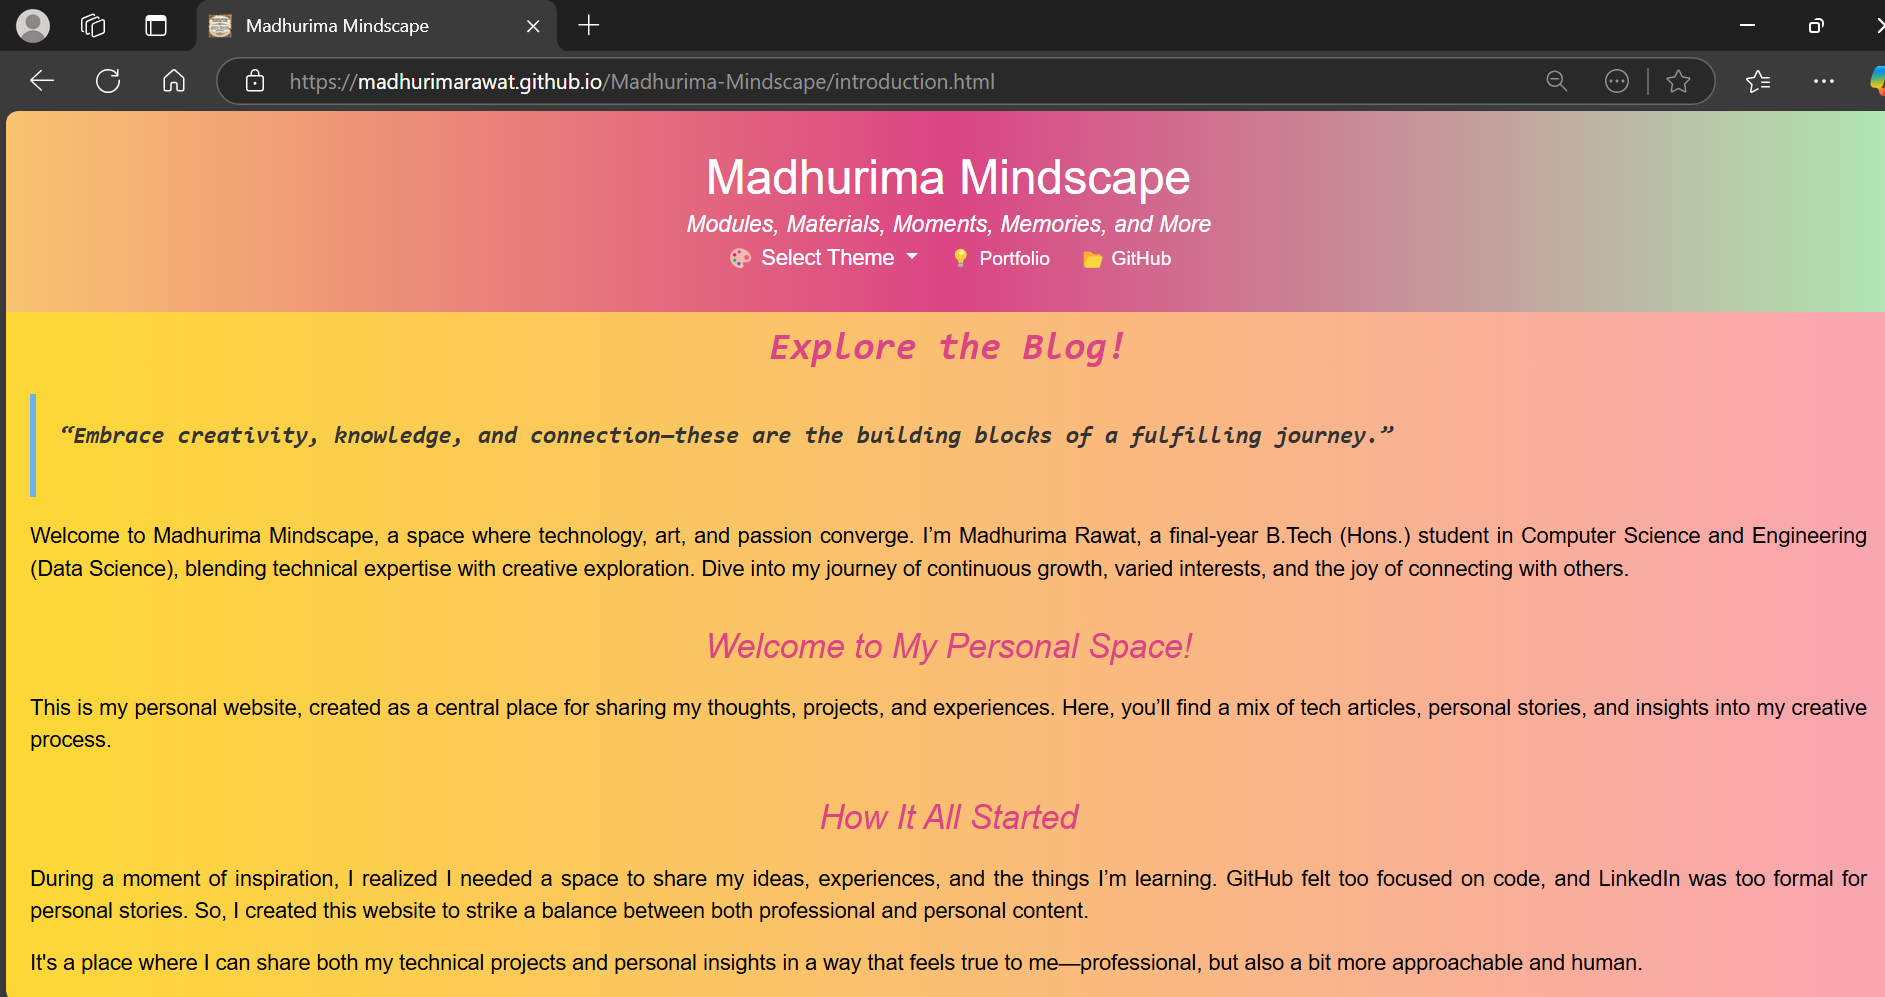 Madhurima Mindscape
https://madhurimarawat.github.io/Madhurima-Mindscape/introduction.html
Madhurima Mindscape
Modules, Materials, Moments, Memories, and More
Select Theme Portfolio GitHub
Explore the Blog!
“Embrace creativity, knowledge, and connection—these are the building blocks of a fulfilling journey.”
Welcome to Madhurima Mindscape, a space where technology, art, and passion converge. I’m Madhurima Rawat, a final-year B.Tech (Hons.) student in Computer Science and Engineering
(Data Science), blending technical expertise with creative exploration. Dive into my journey of continuous growth, varied interests, and the joy of connecting with others.
Welcome to My Personal Space!
This is my personal website, created as a central place for sharing my thoughts, projects, and experiences. Here, you’ll find a mix of tech articles, personal stories, and insights into my creative
process.
How It All Started
During a moment of inspiration, I realized I needed a space to share my ideas, experiences, and the things I’m learning. GitHub felt too focused on code, and LinkedIn was too formal for
personal stories. So, I created this website to strike a balance between both professional and personal content.
It's a place where I can share both my technical projects and personal insights in a way that feels true to me—professional, but also a bit more approachable and human.